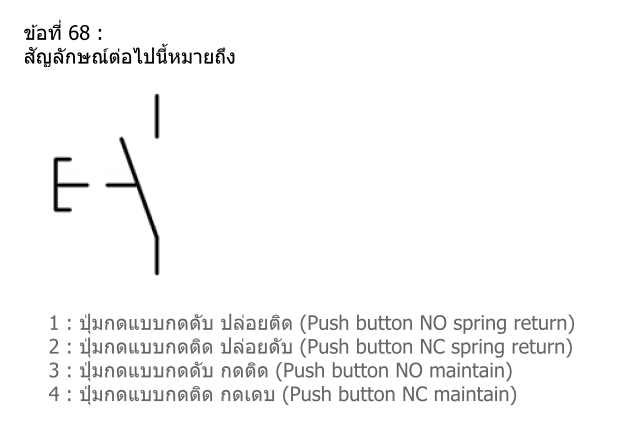 ข้อที่ 68 :
สัญลักษณ์ต่อไปนี้หมายถึง
1 : ปุ่มกดแบบกดดับ ปล่อยติด (Push button NO spring return)
2 : ปุ่มกดแบบกดติด ปล่อยดับ (Push button NC spring return)
3 : ปุ่มกดแบบกดดับ กดติด (Push button NO maintain)
4 : ปุ่มกดแบบกดติด กดเดบ (Push button NC maintain)